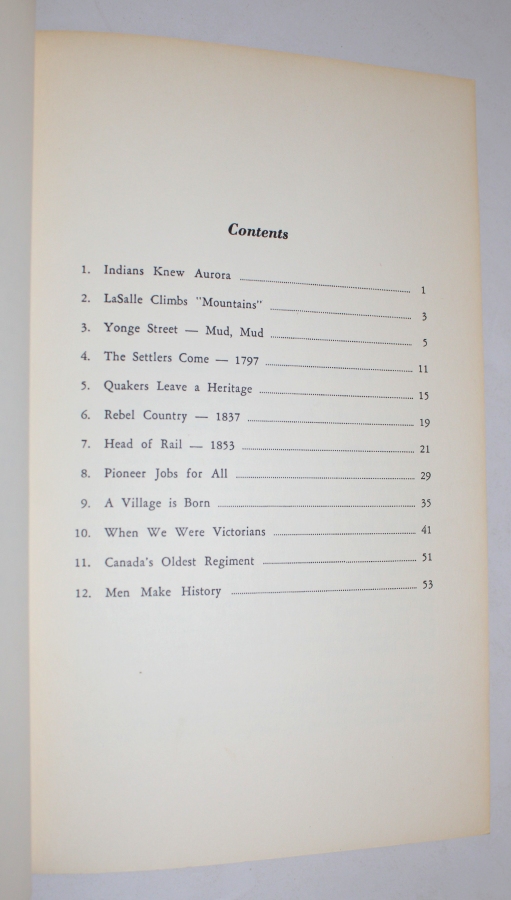 Contents
1. Indians Knew Aurora 1
2. LaSalle Climbs "Mountains" 3
3. Yonge Street — Mud, Mud 5
4. The Settlers Come — 1797 11
5. Quakers Leave a Heritage 15
6. Rebel Country — 1837 19
7. Head of Rail — 1853 21
8. Pioneer Jobs for All 29
9. A Village is Born 35
10. When We Were Victorians 41
11. Canada's Oldest Regiment 51
12. Men Make History 53